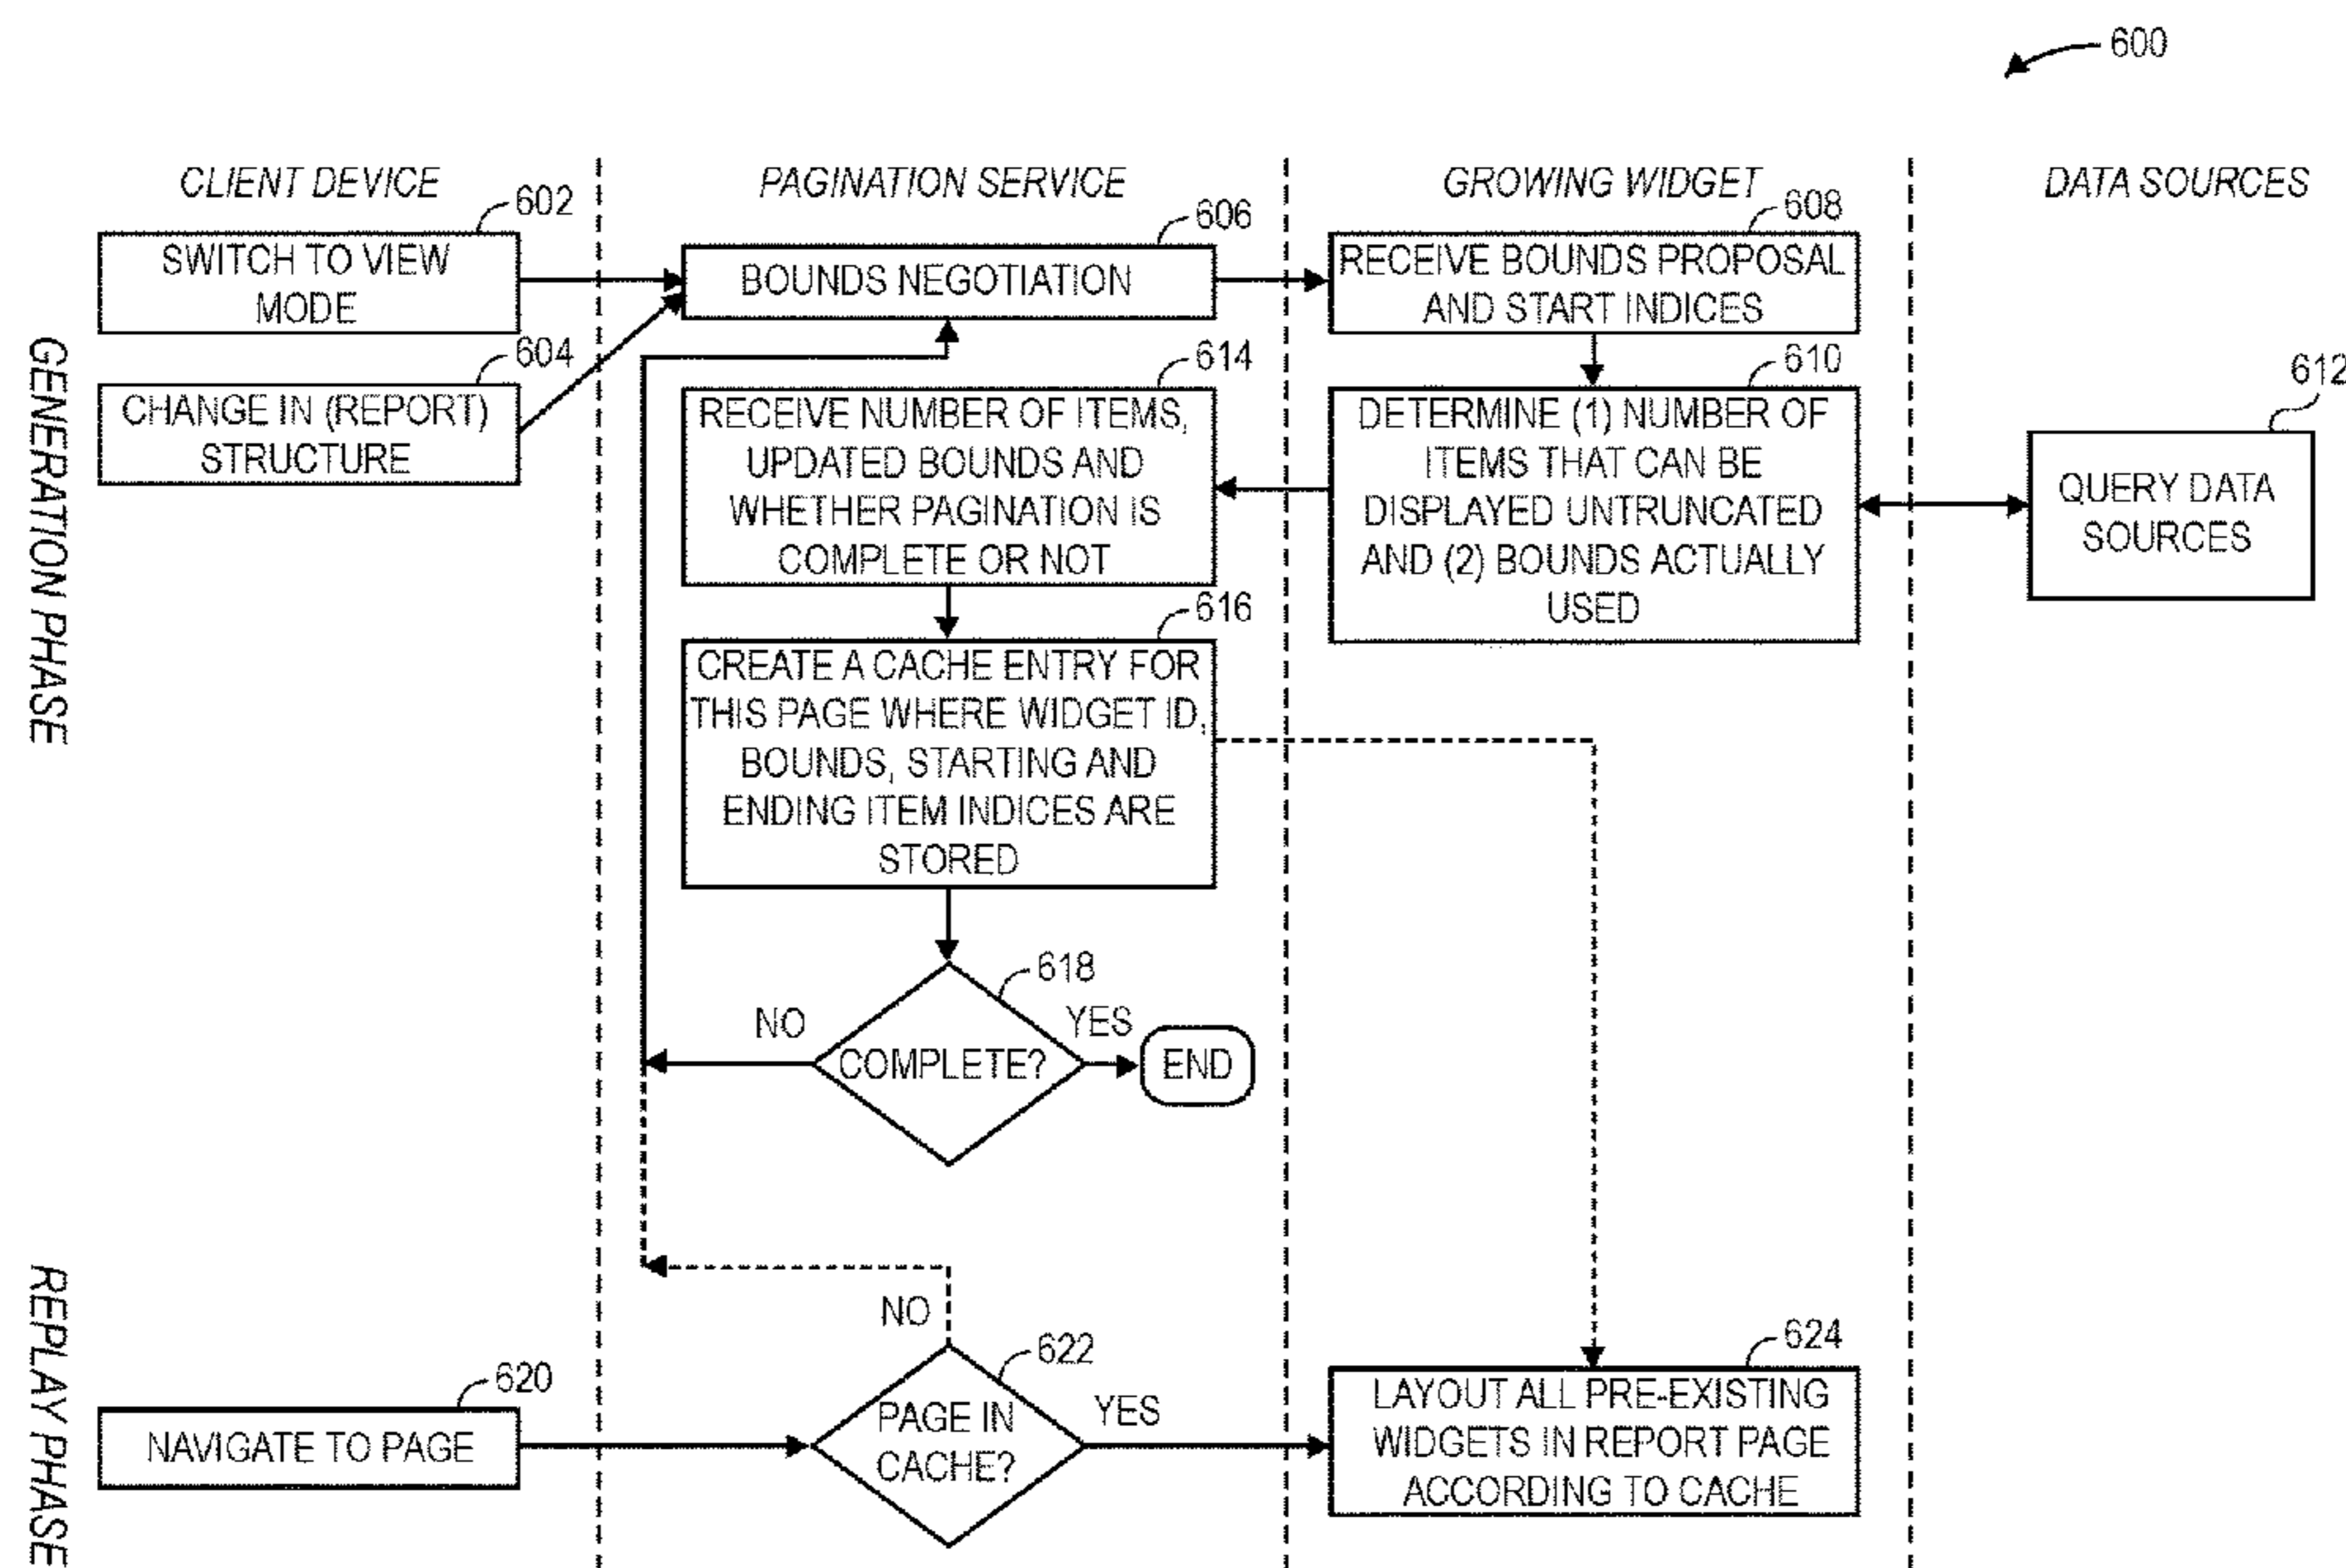 600
CLIENT DEVICE
PAGINATION SERVICE
GROWING WIDGET
DATA SOURCES
602
SWITCH TO VIEW
MODE
606
BOUNDS NEGOTIATION
608
RECEIVE BOUNDS PROPOSAL
AND START INDICES
604
CHANGE IN (REPORT)
STRUCTURE
614
RECEIVE NUMBER OF ITEMS,
UPDATED BOUNDS AND
WHETHER PAGINATION IS
COMPLETE OR NOT
610
DETERMINE (1) NUMBER OF
ITEMS THAT CAN BE
DISPLAYED UNTRUNCATED
AND (2) BOUNDS ACTUALLY
USED
612
QUERY DATA
SOURCES
GENERATION PHASE
616
CREATE A CACHE ENTRY FOR
THIS PAGE WHERE WIDGET ID,
BOUNDS, STARTING AND
ENDING ITEM INDICES ARE
STORED
618
NO
COMPLETE?
YES
END
REPLAY PHASE
620
NAVIGATE TO PAGE
NO
622
PAGE IN
CACHE?
YES
624
LAYOUT ALL PRE-EXISTING
WIDGETS IN REPORT PAGE
ACCORDING TO CACHE